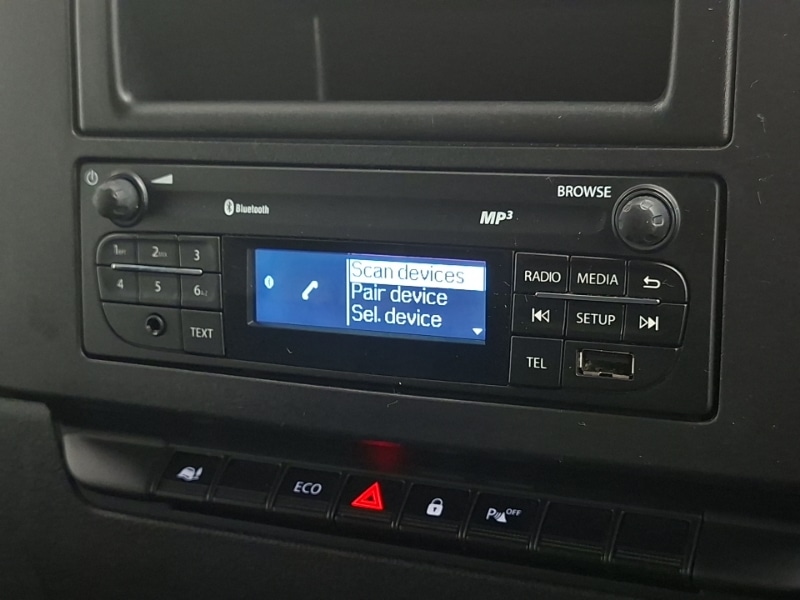 BROWSE
Bluetooth
MP3
1 2 3
4 5 6
TEXT
Scan devices
Pair device
Sel. device
RADIO MEDIA
SETUP
TEL
ECO
P OFF